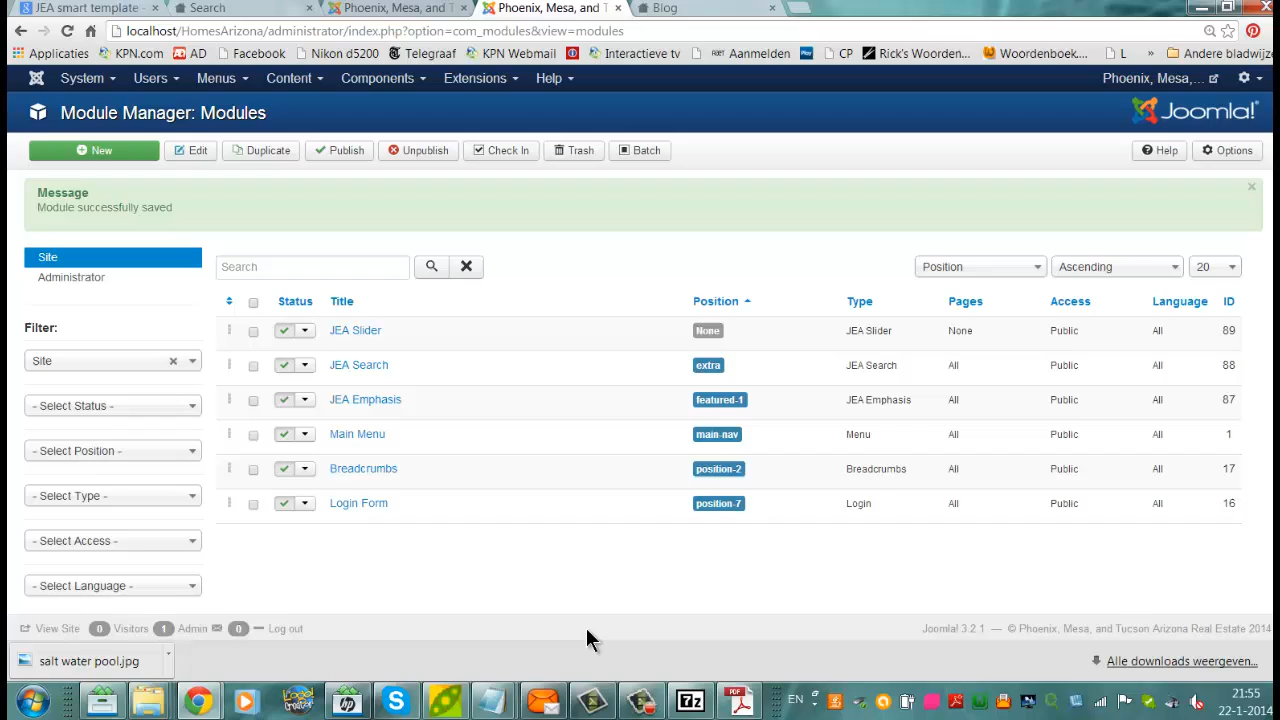 JEA smart template - Search Phoenix, Mesa, and T Phoenix, Mesa, and T Blog
localhost/HomesArizona/administrator/index.php?option=com_modules&view=modules
Applicaties KPN.com AD Facebook Nikon d5200 Telegraaf KPN Webmail Interactieve tv Aanmelden CP Rick's Woorden... Woordenboek... L » Andere bladwijze
System Users Menus Content Components Extensions Help Phoenix, Mesa,...
Module Manager: Modules Joomla!
New Edit Duplicate Publish Unpublish Check In Trash Batch Help Options
Message
Module successfully saved
Site
Administrator
Search Position Ascending 20
Status Title Position Type Pages Access Language ID
Filter:
JEA Slider None JEA Slider None Public All 89
Site
JEA Search extra JEA Search All Public All 88
- Select Status -
JEA Emphasis featured-1 JEA Emphasis All Public All 87
Main Menu main-nav Menu All Public All 1
- Select Position -
Breadcrumbs position-2 Breadcrumbs All Public All 17
- Select Type -
Login Form position-7 Login All Public All 16
- Select Access -
- Select Language -
View Site 0 Visitors 1 Admin 0 Log out Joomla! 3.2.1 — © Phoenix, Mesa, and Tucson Arizona Real Estate 2014
salt water pool.jpg Alle downloads weergeven...
EN 21:55
22-1-2014